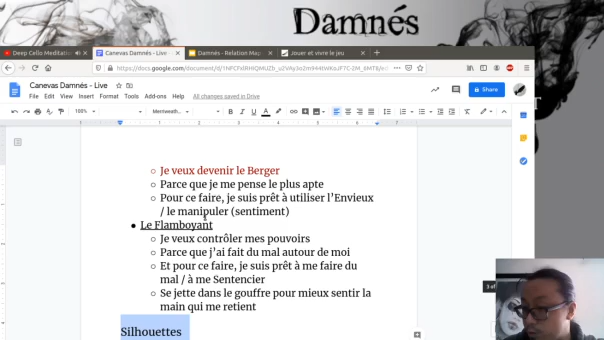 Damnés
Deep Cello Meditatio
Canevas Damnés - Live
Damnés - Relation Map
Jouer et vivre le jeu
Canevas Damnés - Live
File Edit View Insert Format Tools Add-ons Help All changes saved in Drive
Share
100%
Normal text
Merriweath...
Je veux devenir le Berger
Parce que je me pense le plus apte
Pour ce faire, je suis prêt à utiliser l'Envieux
/ le manipuler (sentiment)
Le Flamboyant
Je veux contrôler mes pouvoirs
Parce que j'ai fait du mal autour de moi
Et pour ce faire, je suis prêt à me faire du
mal / à me Sentencier
Se jette dans le gouffre pour mieux sentir la
main qui me retient
Silhouettes